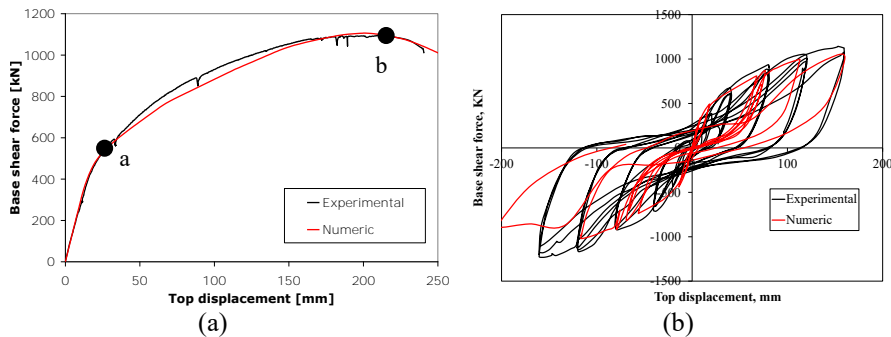 1200
1000
800
600
400
200
0
0 50 100 150 200 250
Base shear force [kN]
Top displacement [mm]
a
b
Experimental
Numeric
(a)
1500
1000
500
0
-500
-1000
-1500
-200 -100 0 100 200
Base shear force, KN
Top displacement, mm
Experimental
Numeric
(b)